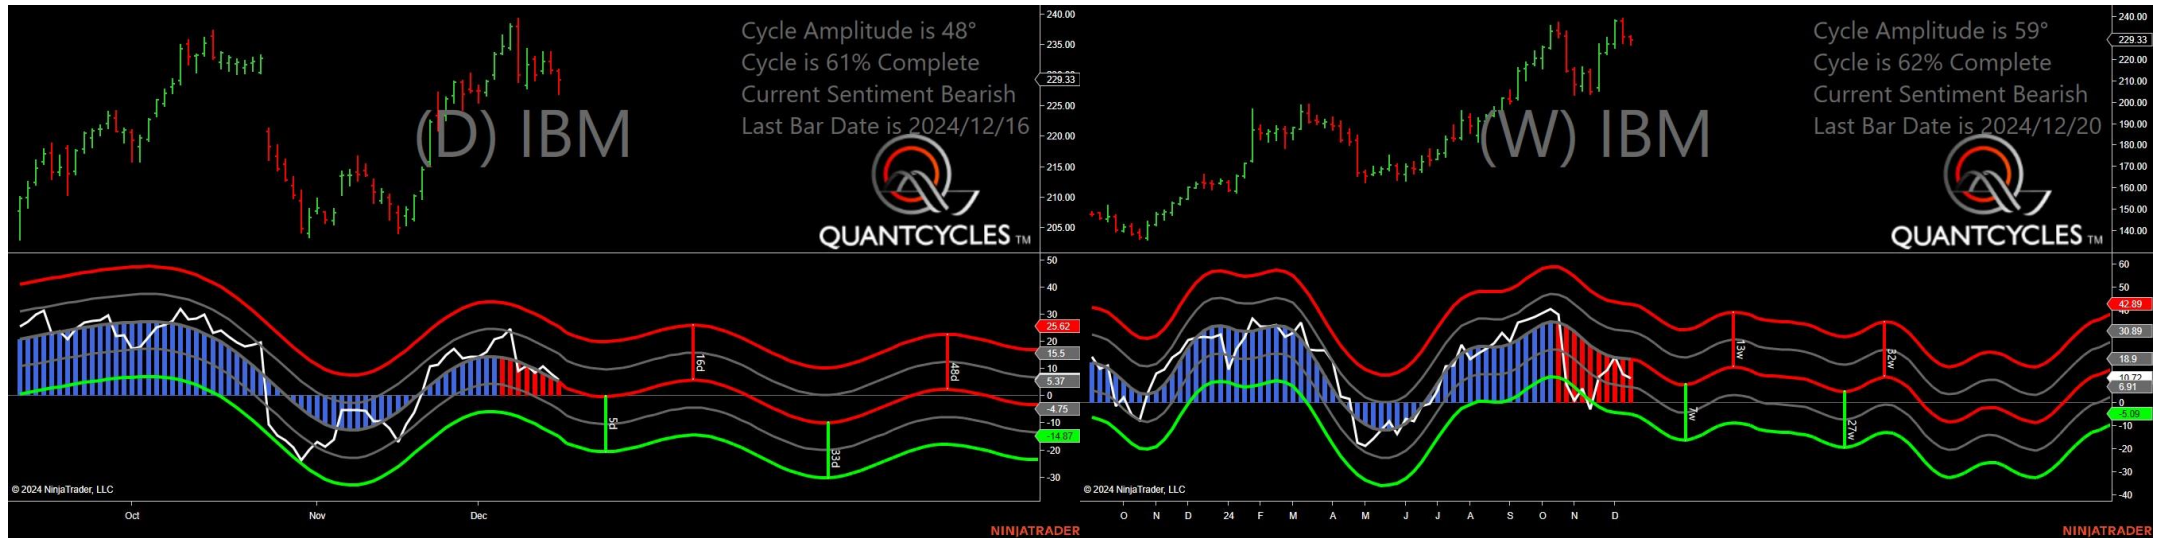 Cycle Amplitude is 48°
Cycle is 61% Complete
Current Sentiment Bearish
Last Bar Date is 2024/12/16
(D) IBM
QUANTCYCLES TM
240.00
235.00
229.33
225.00
220.00
215.00
210.00
205.00
50
40
30
25.62
20
15.5
10
5.37
0
-4.75
-10
-14.87
-20
-30
5d
16d
33d
48d
© 2024 NinjaTrader, LLC
Oct Nov Dec
NINJATRADER
Cycle Amplitude is 59°
Cycle is 62% Complete
Current Sentiment Bearish
Last Bar Date is 2024/12/20
(W) IBM
QUANTCYCLES TM
240.00
229.33
220.00
210.00
200.00
190.00
180.00
170.00
160.00
150.00
140.00
60
50
42.89
40
30.89
18.9
10.72
6.91
0
-5.09
-10
-20
-30
-40
7w
13w
27w
32w
© 2024 NinjaTrader, LLC
O N D 24 F M A M J J A S O N D
NINJATRADER